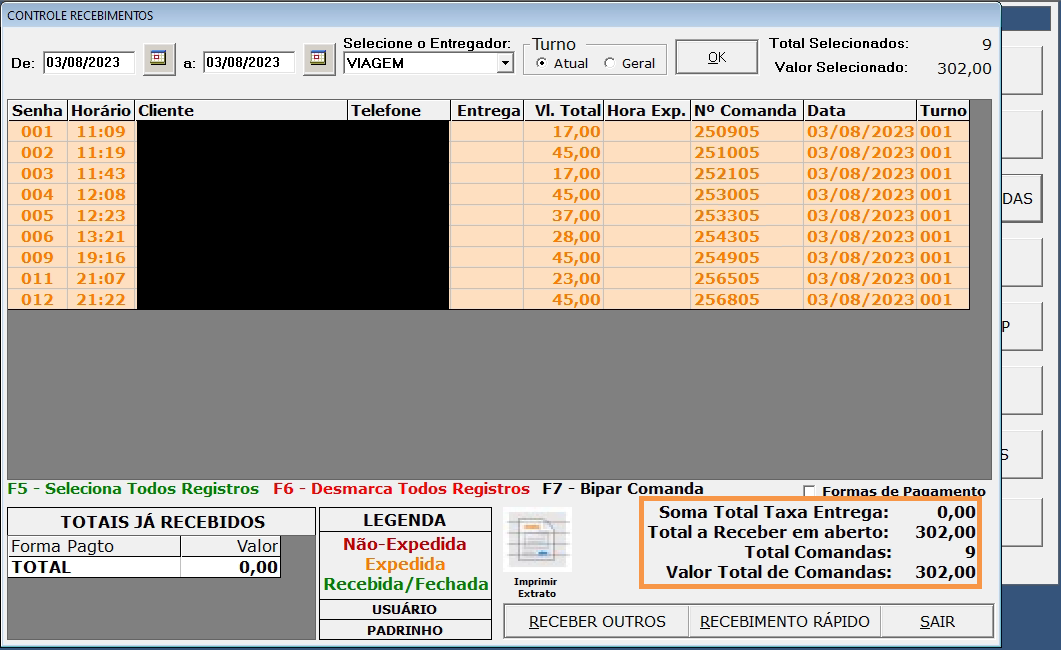 CONTROLE RECEBIMENTOS
De: 03/08/2023 a: 03/08/2023 Selecione o Entregador: VIAGEM Turno Atual Geral OK
Total Selecionados: 9
Valor Selecionado: 302,00
Senha Horário Cliente Telefone Entrega Vl. Total Hora Exp. Nº Comanda Data Turno
001 11:09 17,00 250905 03/08/2023 001
002 11:19 45,00 251005 03/08/2023 001
003 11:43 17,00 252105 03/08/2023 001
004 12:08 45,00 253005 03/08/2023 001
005 12:23 37,00 253305 03/08/2023 001
006 13:21 28,00 254305 03/08/2023 001
009 19:16 45,00 254905 03/08/2023 001
011 21:07 23,00 256505 03/08/2023 001
012 21:22 45,00 256805 03/08/2023 001
DAS
P
S
F5 - Seleciona Todos Registros F6 - Desmarca Todos Registros F7 - Bipar Comanda
Formas de Pagamento
TOTAIS JÁ RECEBIDOS
Forma Pagto Valor
TOTAL 0,00
LEGENDA
Não-Expedida
Expedida
Recebida/Fechada
USUÁRIO
PADRINHO
Imprimir
Extrato
Soma Total Taxa Entrega: 0,00
Total a Receber em aberto: 302,00
Total Comandas: 9
Valor Total de Comandas: 302,00
RECEBER OUTROS RECEBIMENTO RÁPIDO SAIR